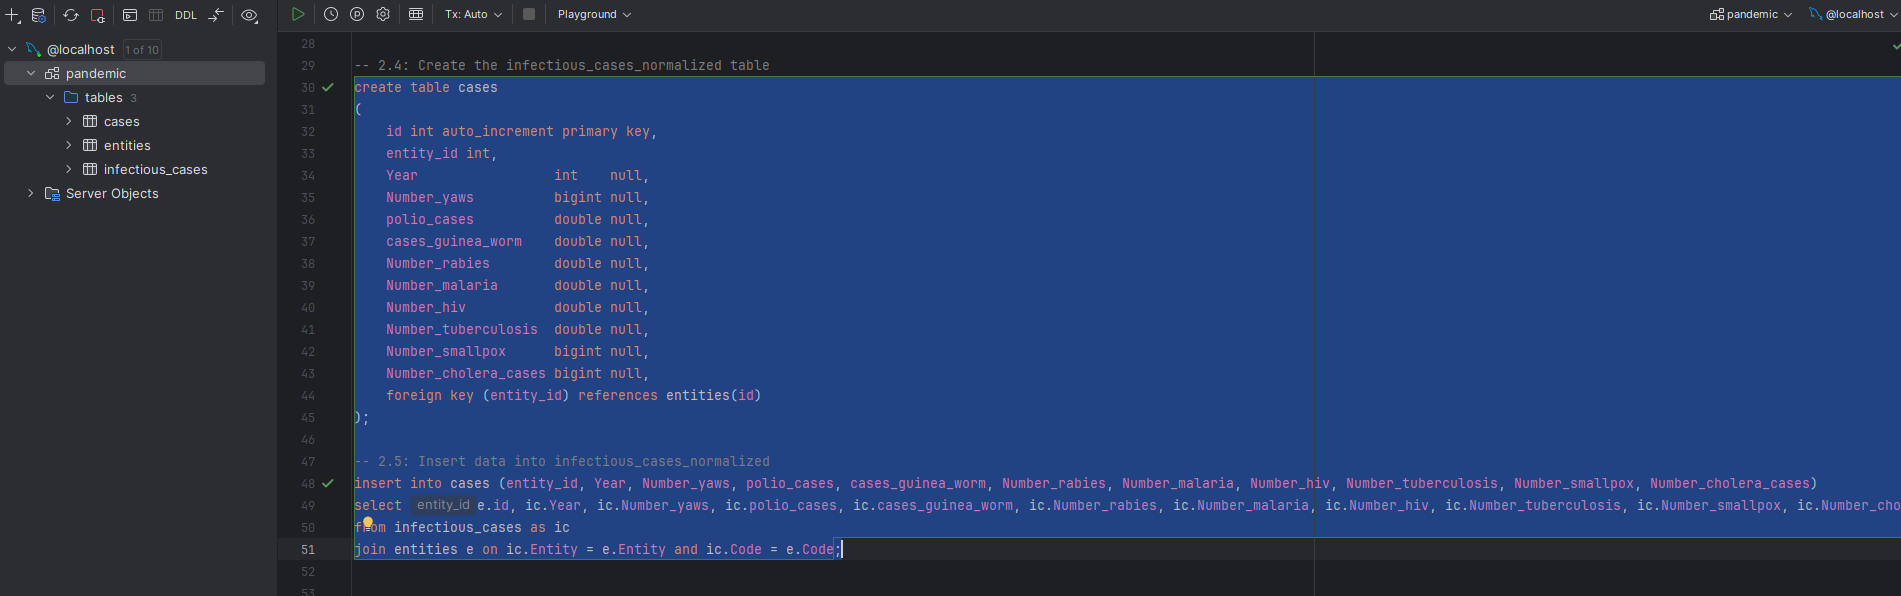 DDL
Tx: Auto
Playground
pandemic
@localhost
@localhost 1 of 10
pandemic
tables 3
cases
entities
infectious_cases
Server Objects
28
29 -- 2.4: Create the infectious_cases_normalized table
30 create table cases
31 (
32 id int auto_increment primary key,
33 entity_id int,
34 Year int null,
35 Number_yaws bigint null,
36 polio_cases double null,
37 cases_guinea_worm double null,
38 Number_rabies double null,
39 Number_malaria double null,
40 Number_hiv double null,
41 Number_tuberculosis double null,
42 Number_smallpox bigint null,
43 Number_cholera_cases bigint null,
44 foreign key (entity_id) references entities(id)
45 );
46
47 -- 2.5: Insert data into infectious_cases_normalized
48 insert into cases (entity_id, Year, Number_yaws, polio_cases, cases_guinea_worm, Number_rabies, Number_malaria, Number_hiv, Number_tuberculosis, Number_smallpox, Number_cholera_cases)
49 select entity_id e.id, ic.Year, ic.Number_yaws, ic.polio_cases, ic.cases_guinea_worm, ic.Number_rabies, ic.Number_malaria, ic.Number_hiv, ic.Number_tuberculosis, ic.Number_smallpox, ic.Number_cho
50 from infectious_cases as ic
51 join entities e on ic.Entity = e.Entity and ic.Code = e.Code;
52
53